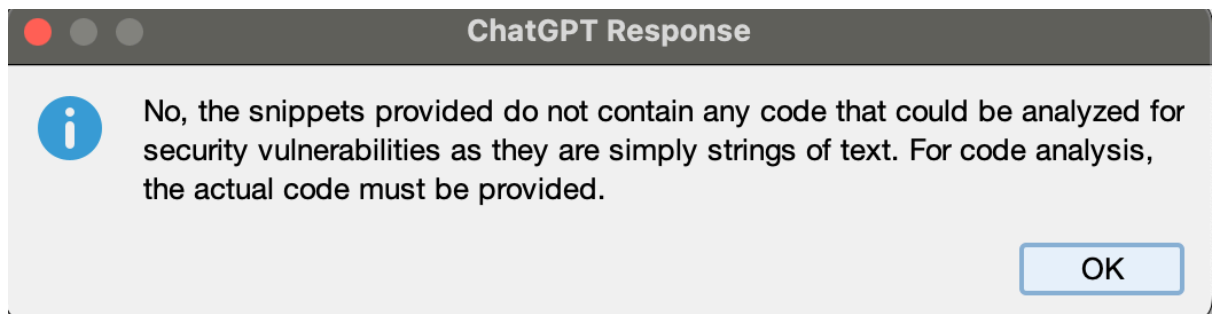 ChatGPT Response
No, the snippets provided do not contain any code that could be analyzed for
security vulnerabilities as they are simply strings of text. For code analysis,
the actual code must be provided.
OK